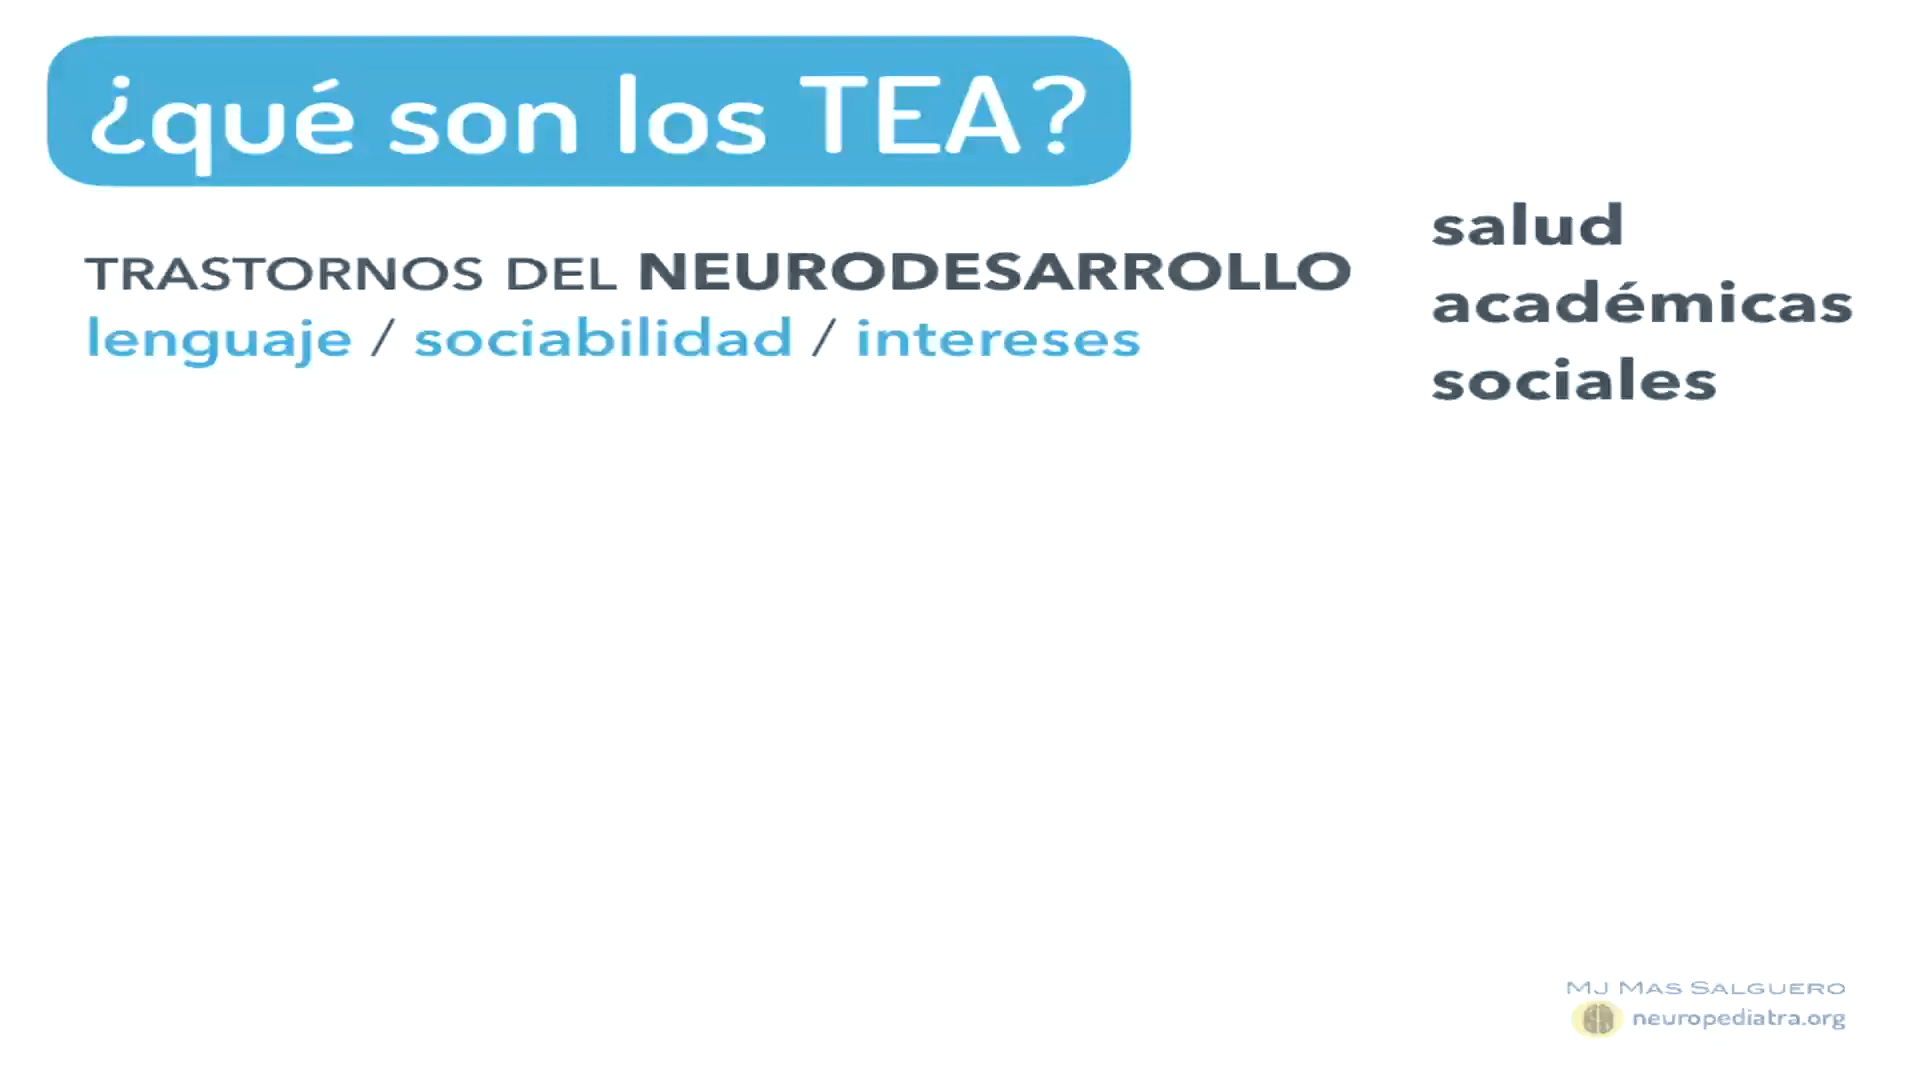 ¿qué son los TEA?
TRASTORNOS DEL NEURODESARROLLO
lenguaje / sociabilidad / intereses
salud
académicas
sociales
MJ MAS SALGUERO
neuropediatra.org